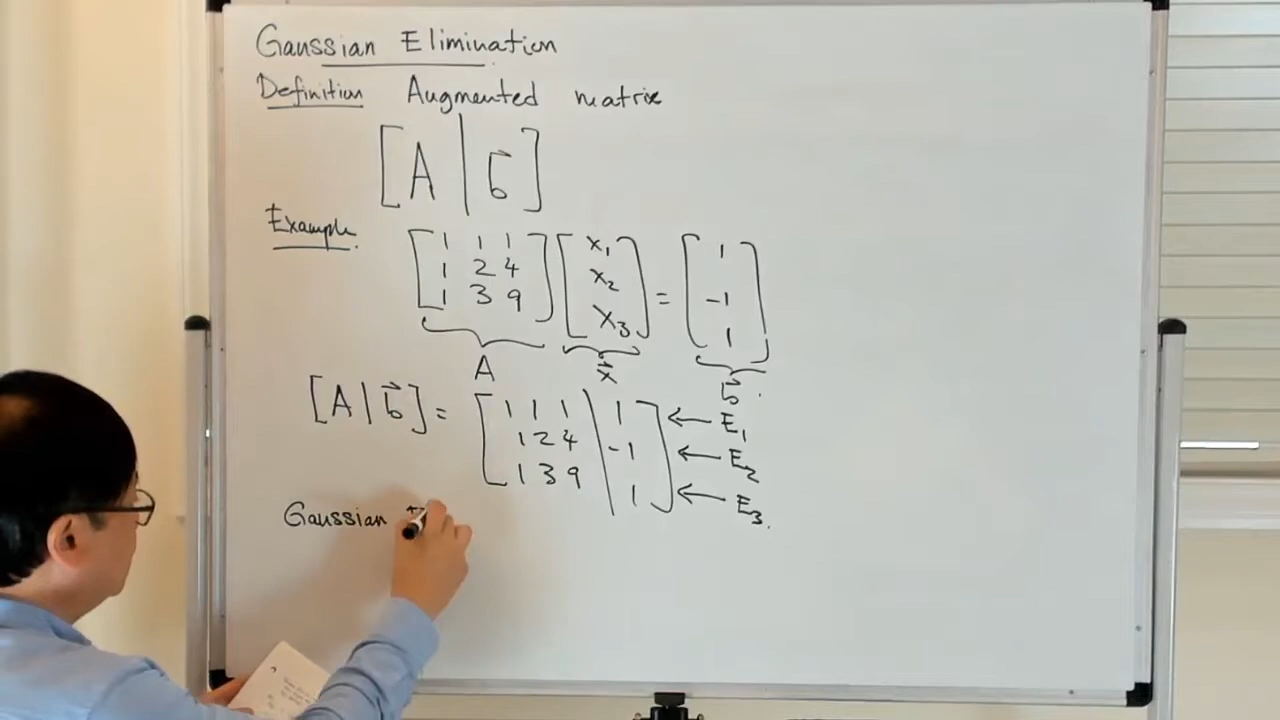 Gaussian Elimination
Definition Augmented matrix
[A | b⃗]
Example
[1 1 1 [x₁ [1
1 2 4 x₂ -1
1 3 9] x₃] = 1]
A x⃗ b⃗.
[A | b⃗] = [1 1 1 | 1 ← E₁
1 2 4 | -1 ← E₂
1 3 9 | 1] ← E₃.
Gaussian